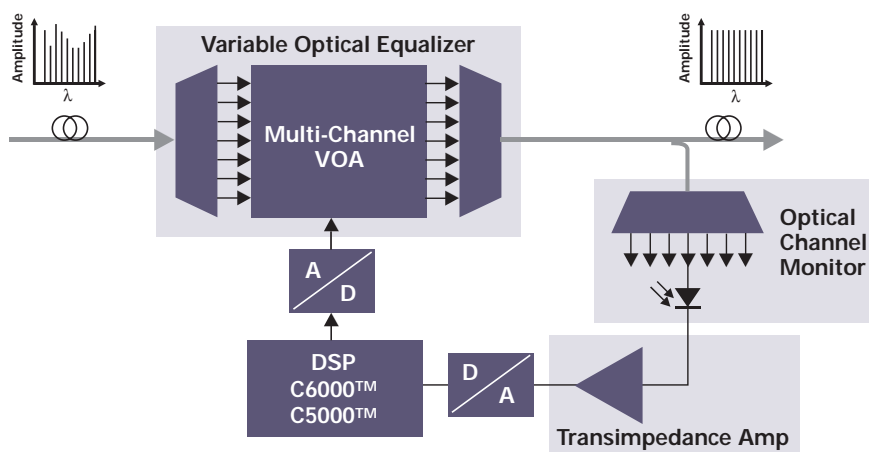 Amplitude
λ
Variable Optical Equalizer
Multi-Channel
VOA
Amplitude
λ
Optical
Channel
Monitor
A
D
DSP
C6000™
C5000™
D
A
Transimpedance Amp